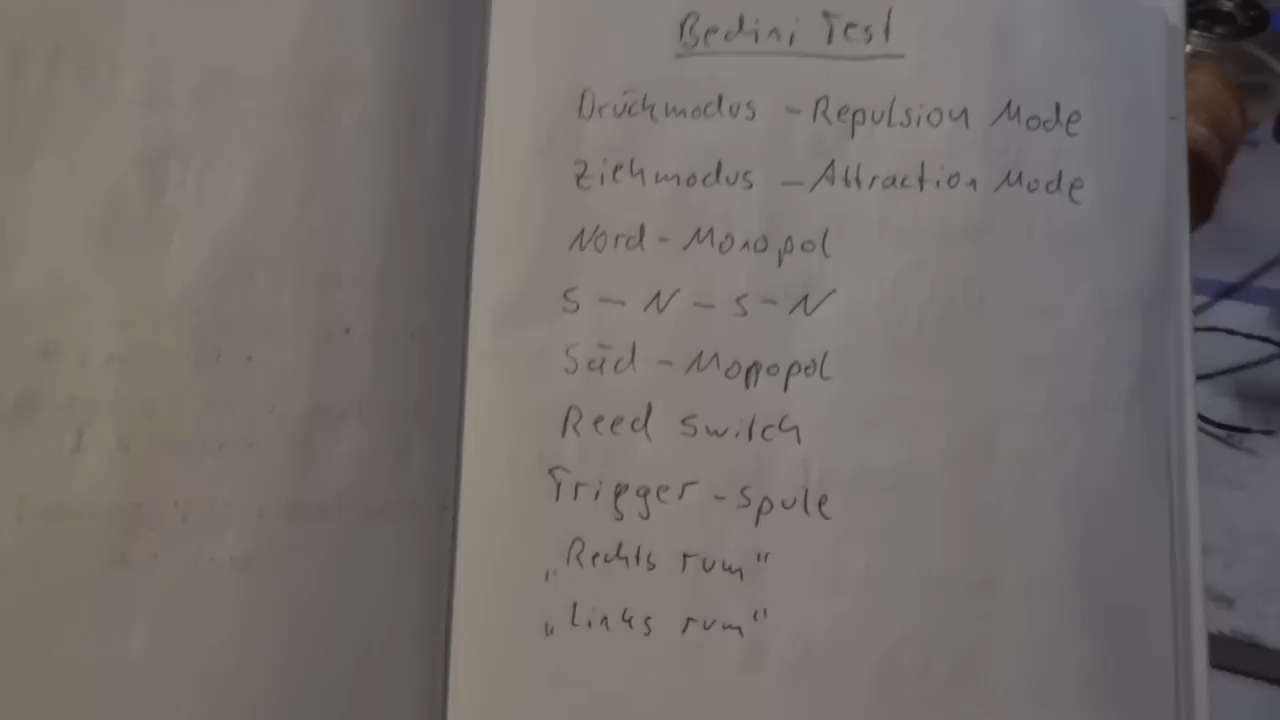 Bedini Test
Drückmodus - Repulsion Mode
Ziehmodus - Attraction Mode
Nord - Monopol
S - N - S - N
Süd - Monopol
Reed Switch
Trigger - Spule
„Rechts rum“
„Links rum“